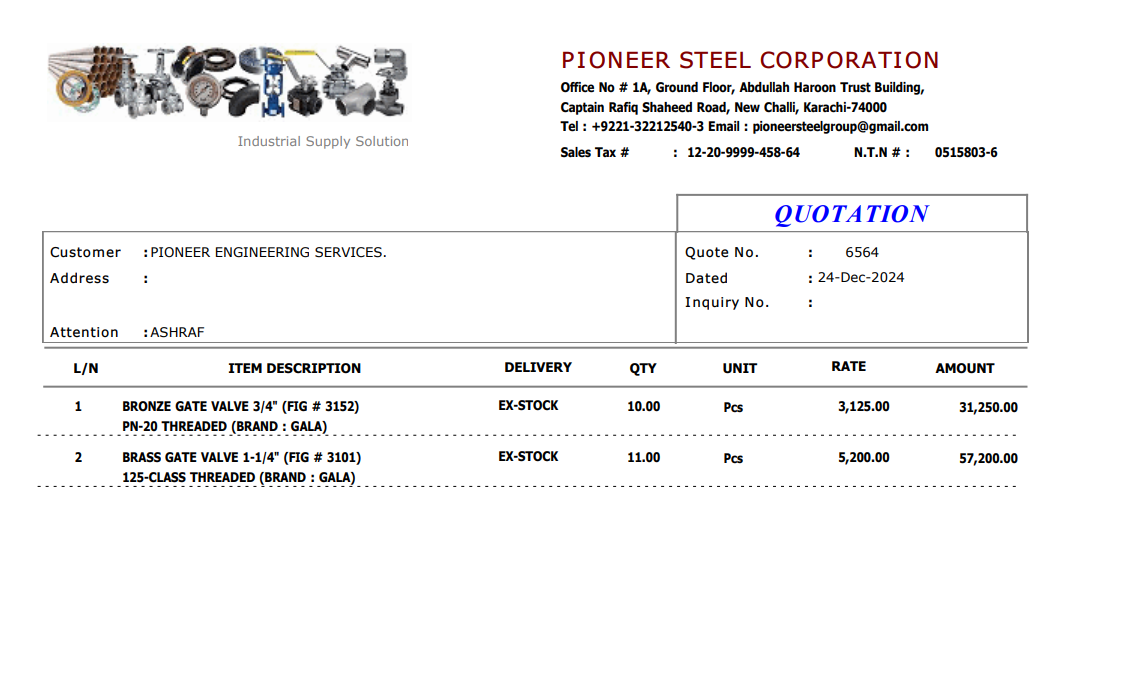 Industrial Supply Solution
PIONEER STEEL CORPORATION
Office No # 1A, Ground Floor, Abdullah Haroon Trust Building,
Captain Rafiq Shaheed Road, New Challi, Karachi-74000
Tel : +9221-32212540-3 Email : pioneersteelgroup@gmail.com
Sales Tax # : 12-20-9999-458-64 N.T.N # : 0515803-6
QUOTATION
Customer : PIONEER ENGINEERING SERVICES.
Address :
Attention : ASHRAF
Quote No. : 6564
Dated : 24-Dec-2024
Inquiry No. :
L/N ITEM DESCRIPTION DELIVERY QTY UNIT RATE AMOUNT
1 BRONZE GATE VALVE 3/4" (FIG # 3152) EX-STOCK 10.00 Pcs 3,125.00 31,250.00
PN-20 THREADED (BRAND : GALA)
2 BRASS GATE VALVE 1-1/4" (FIG # 3101) EX-STOCK 11.00 Pcs 5,200.00 57,200.00
125-CLASS THREADED (BRAND : GALA)